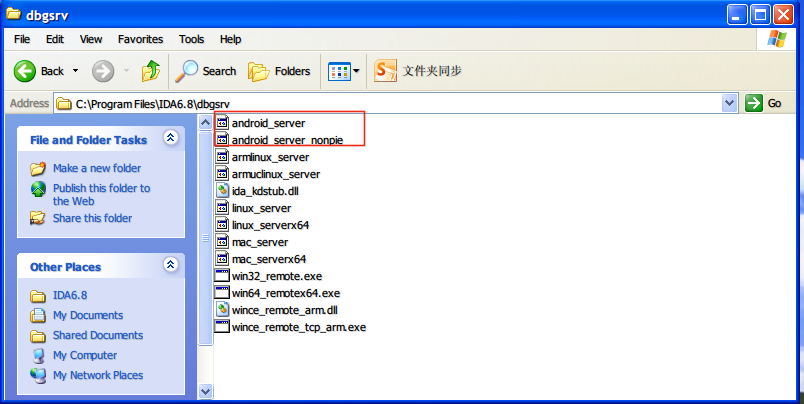 dbgsrv
File Edit View Favorites Tools Help
Back Search Folders 文件夹同步
Address C:\Program Files\IDA6.8\dbgsrv Go
File and Folder Tasks
Make a new folder
Publish this folder to
the Web
Share this folder
Other Places
IDA6.8
My Documents
Shared Documents
My Computer
My Network Places
android_server
android_server_nonpie
armlinux_server
armuclinux_server
ida_kdstub.dll
linux_server
linux_serverx64
mac_server
mac_serverx64
win32_remote.exe
win64_remotex64.exe
wince_remote_arm.dll
wince_remote_tcp_arm.exe